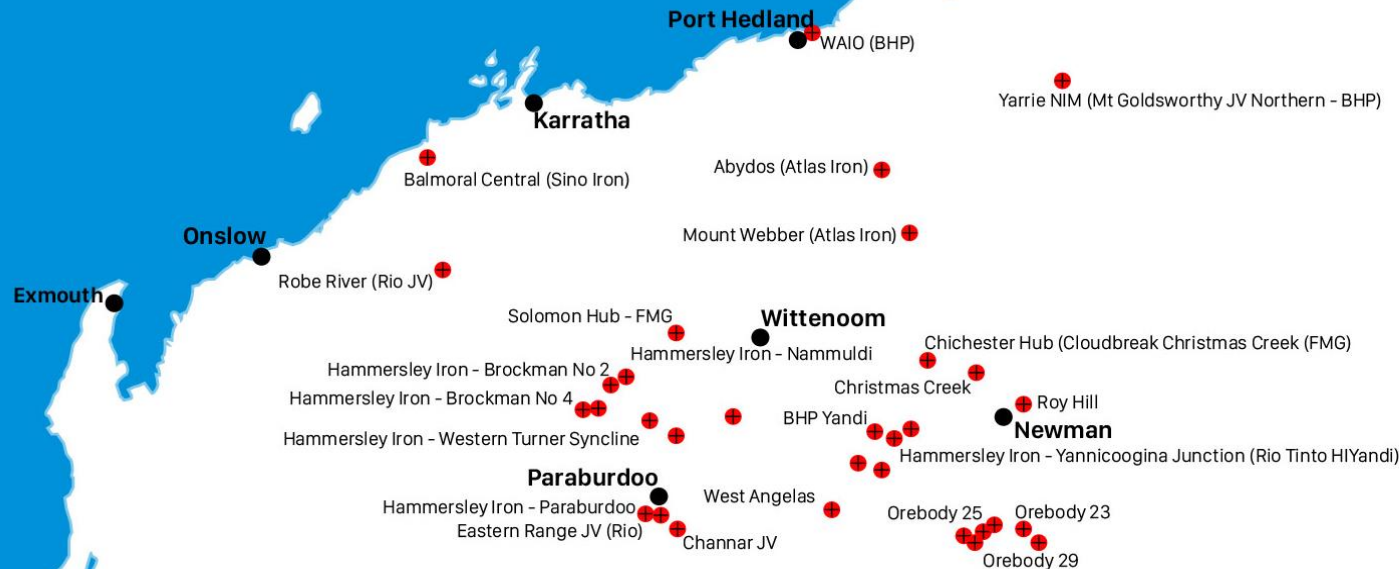 Port Hedland
WAIO (BHP)
Yarrie NIM (Mt Goldsworthy JV Northern - BHP)
Karratha
Abydos (Atlas Iron)
Balmoral Central (Sino Iron)
Onslow
Mount Webber (Atlas Iron)
Robe River (Rio JV)
Exmouth
Solomon Hub - FMG
Wittenoom
Chichester Hub (Cloudbreak Christmas Creek (FMG)
Hammersley Iron - Nammuldi
Hammersley Iron - Brockman No 2
Christmas Creek
Hammersley Iron - Brockman No 4
Roy Hill
BHP Yandi
Newman
Hammersley Iron - Western Turner Syncline
Hammersley Iron - Yannicoogina Junction (Rio Tinto HIYandi)
Paraburdoo
West Angelas
Hammersley Iron - Paraburdoo
Orebody 25
Orebody 23
Eastern Range JV (Rio)
Channar JV
Orebody 29